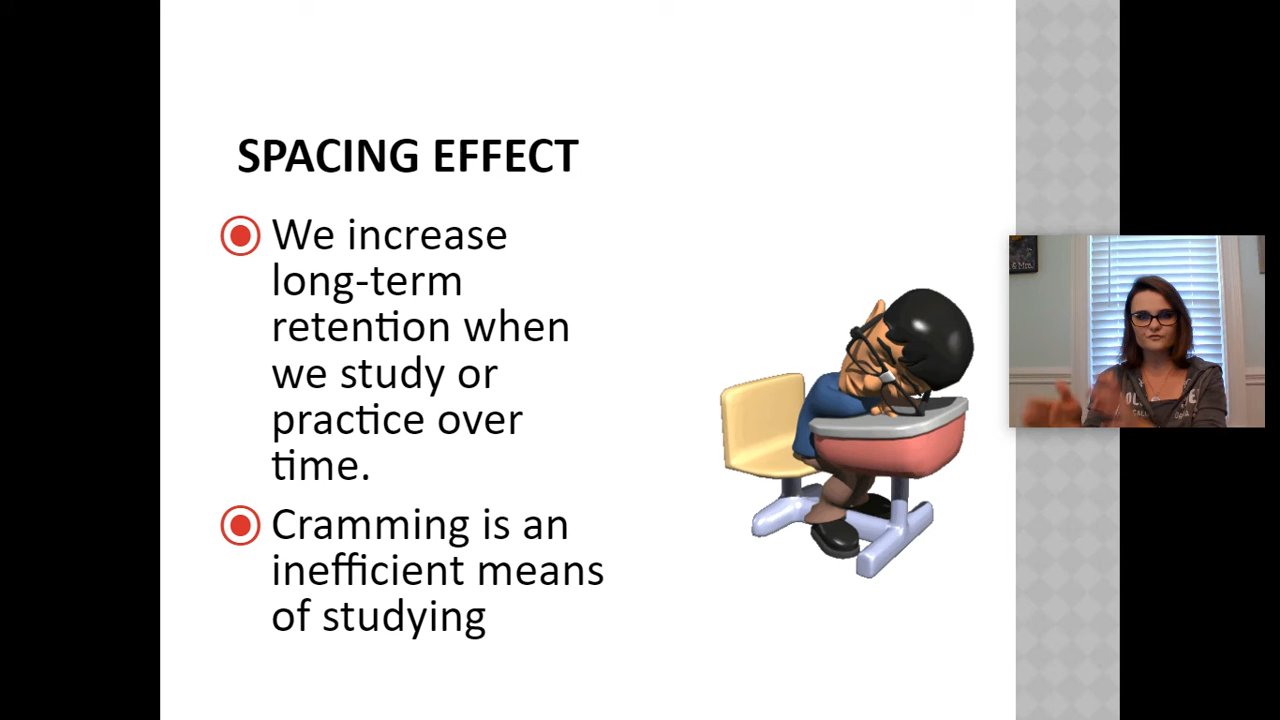 SPACING EFFECT
We increase
long-term
retention when
we study or
practice over
time.
Cramming is an
inefficient means
of studying
& Mrs.